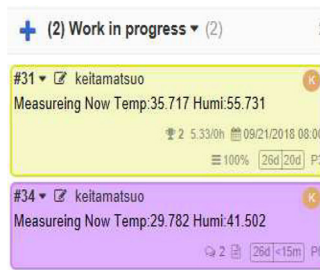 (2) Work in progress (2)
#31 keitamatsuo K
Measureing Now Temp:35.717 Humi:55.731
2 5.33/0h 09/21/2018 08:00
100% 26d 20d
#34 keitamatsuo K
Measureing Now Temp:29.782 Humi:41.502
2 26d <15m